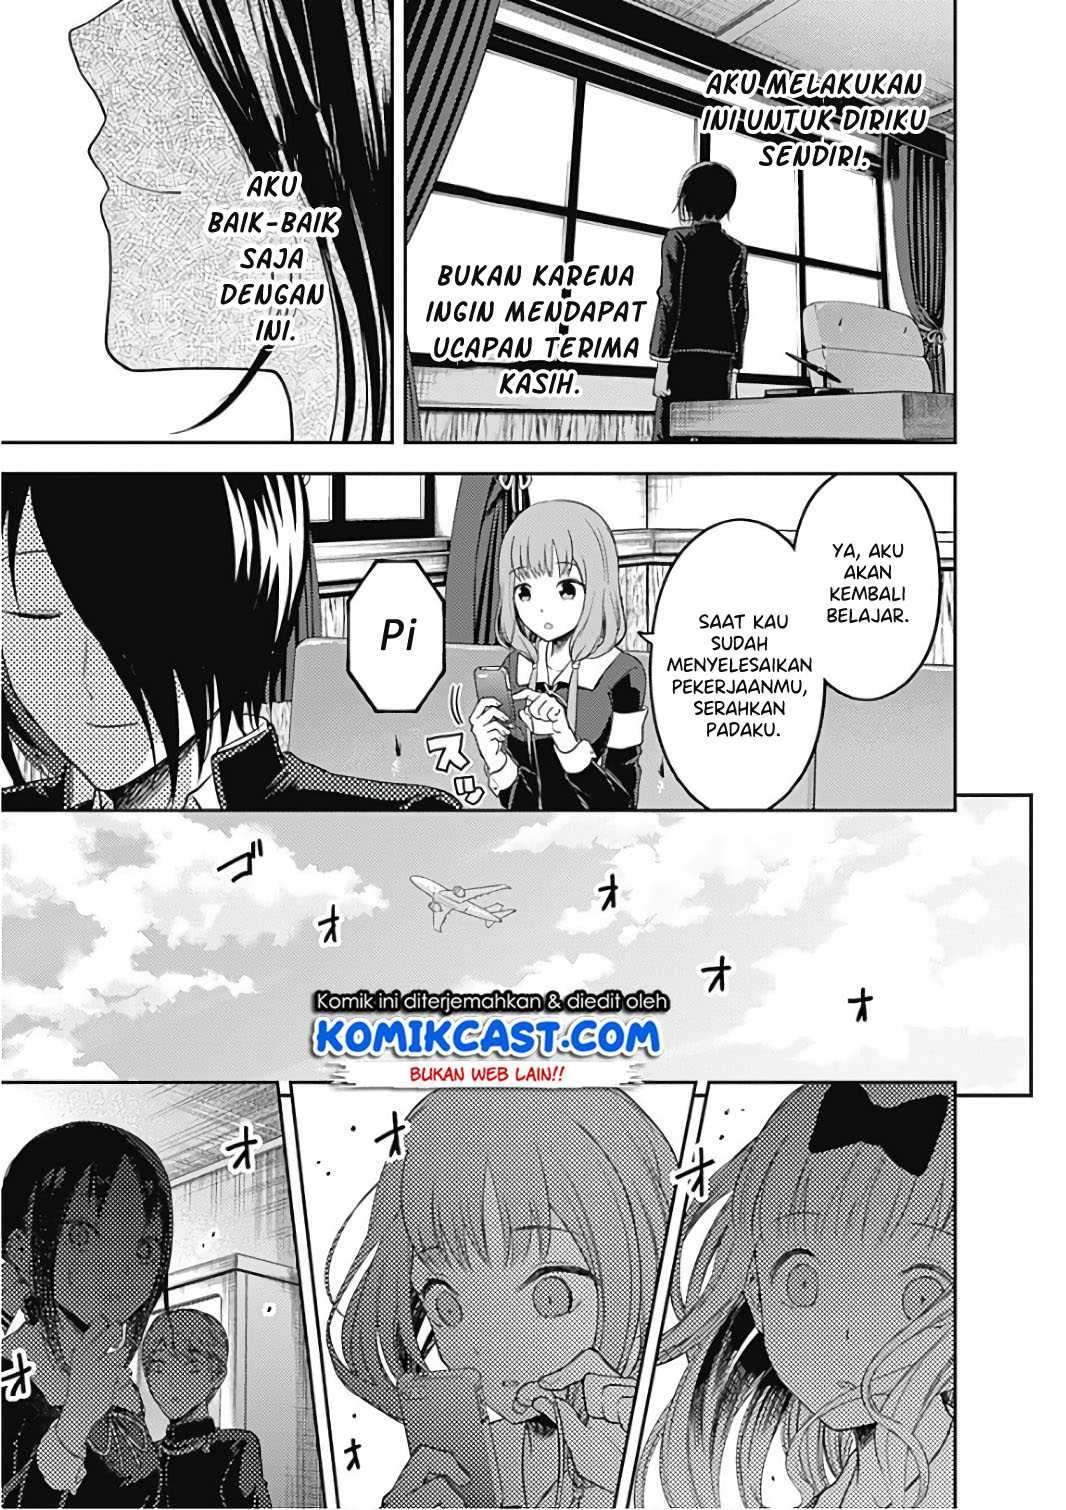 AKU MELAKUKAN
INI UNTUK DIRIKU
SENDIRI.
BUKAN KARENA
INGIN MENDAPAT
UCAPAN TERIMA
KASIH.
AKU
BAIK-BAIK
SAJA
DENGAN
INI.
YA, AKU
AKAN
KEMBALI
BELAJAR.
SAAT KAU
SUDAH
MENYELESAIKAN
PEKERJAANMU,
SERAHKAN
PADAKU.
Pi
スッ
ゴ
オ
オ
オ
Komik ini diterjemahkan & diedit oleh
KOMIKCAST.COM
BUKAN WEB LAIN!!
オ
オ
オ
オ